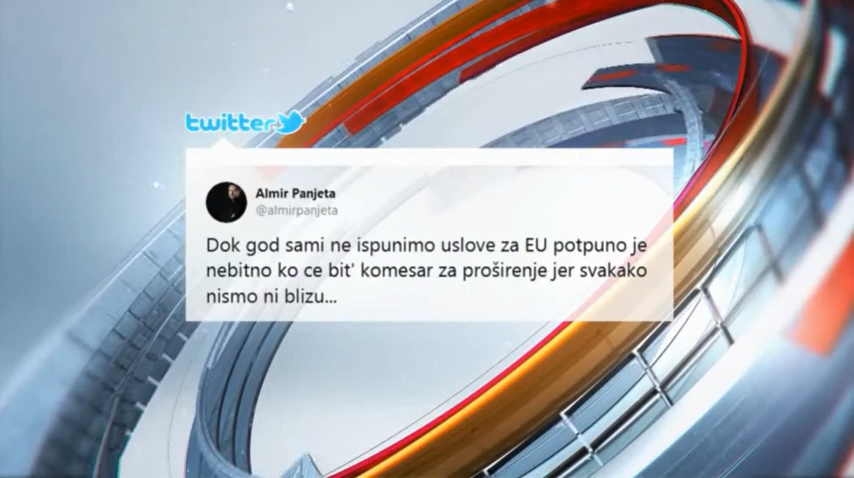 twitter
Almir Panjeta
@almirpanjeta
Dok god sami ne ispunimo uslove za EU potpuno je
nebitno ko ce bit' komesar za proširenje jer svakako
nismo ni blizu...